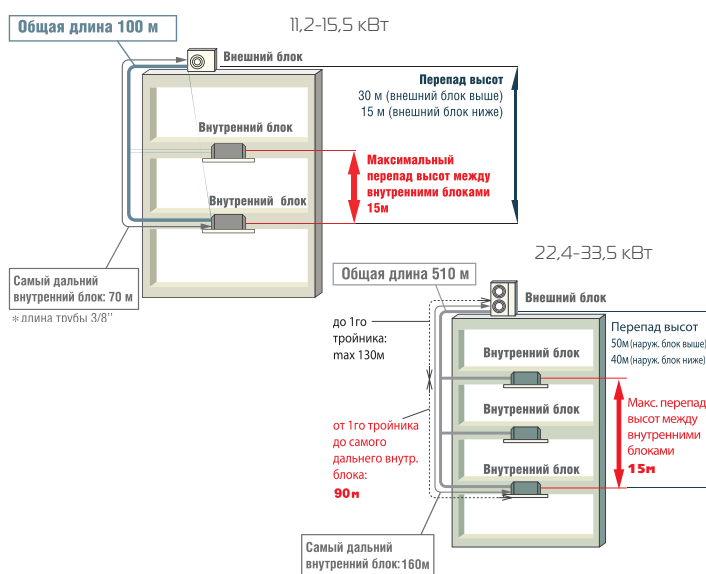 11,2-15,5 кВт
Общая длина 100 м
Внешний блок
Перепад высот
30 м (внешний блок выше)
15 м (внешний блок ниже)
Внутренний блок
Максимальный
перепад высот между
внутренними блоками
15м
Внутренний блок
Самый дальний
внутренний блок: 70 м
*длина трубы 3/8''
22,4-33,5 кВт
Общая длина 510 м
Внешний блок
до 1го
тройника:
max 130м
Перепад высот
50м (наруж. блок выше)
40м (наруж. блок ниже)
Внутренний блок
Макс. перепад
высот между
внутренними
блоками
15м
Внутренний блок
от 1го тройника
до самого
дальнего внутр.
блока:
90м
Внутренний блок
Самый дальний
внутренний блок:160м